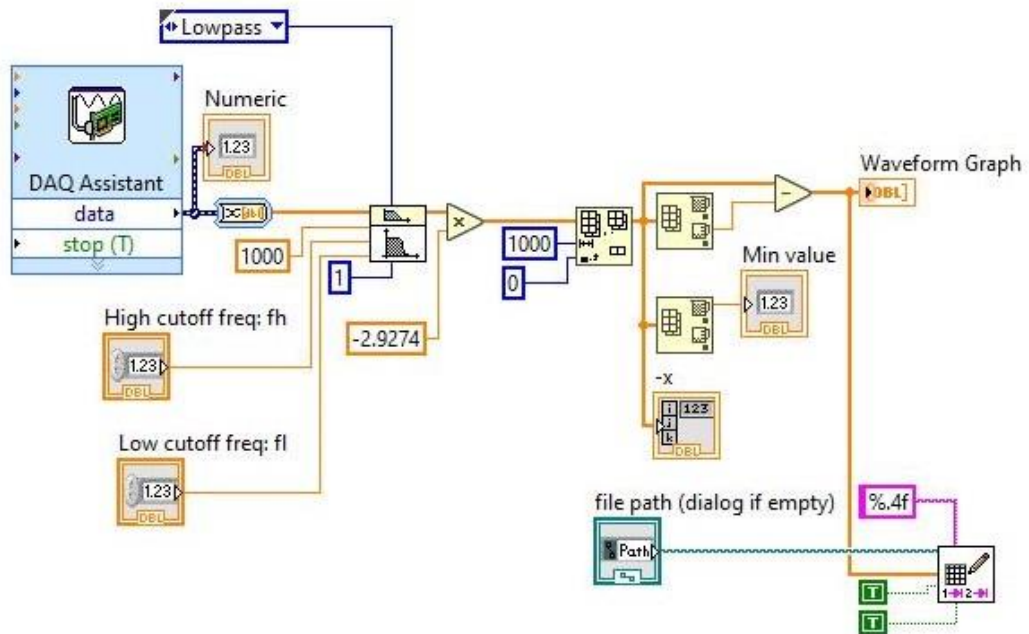 Lowpass
Numeric
1.23
DBL
DAQ Assistant
data
stop (T)
1000
1
-2.9274
High cutoff freq: fh
1.23
DBL
Low cutoff freq: fl
1.23
DBL
1000
0
Waveform Graph
DBL]
Min value
1.23
DBL
-x
i
j
k
123
DBL
file path (dialog if empty)
Path
%.4f
1 2
T
T